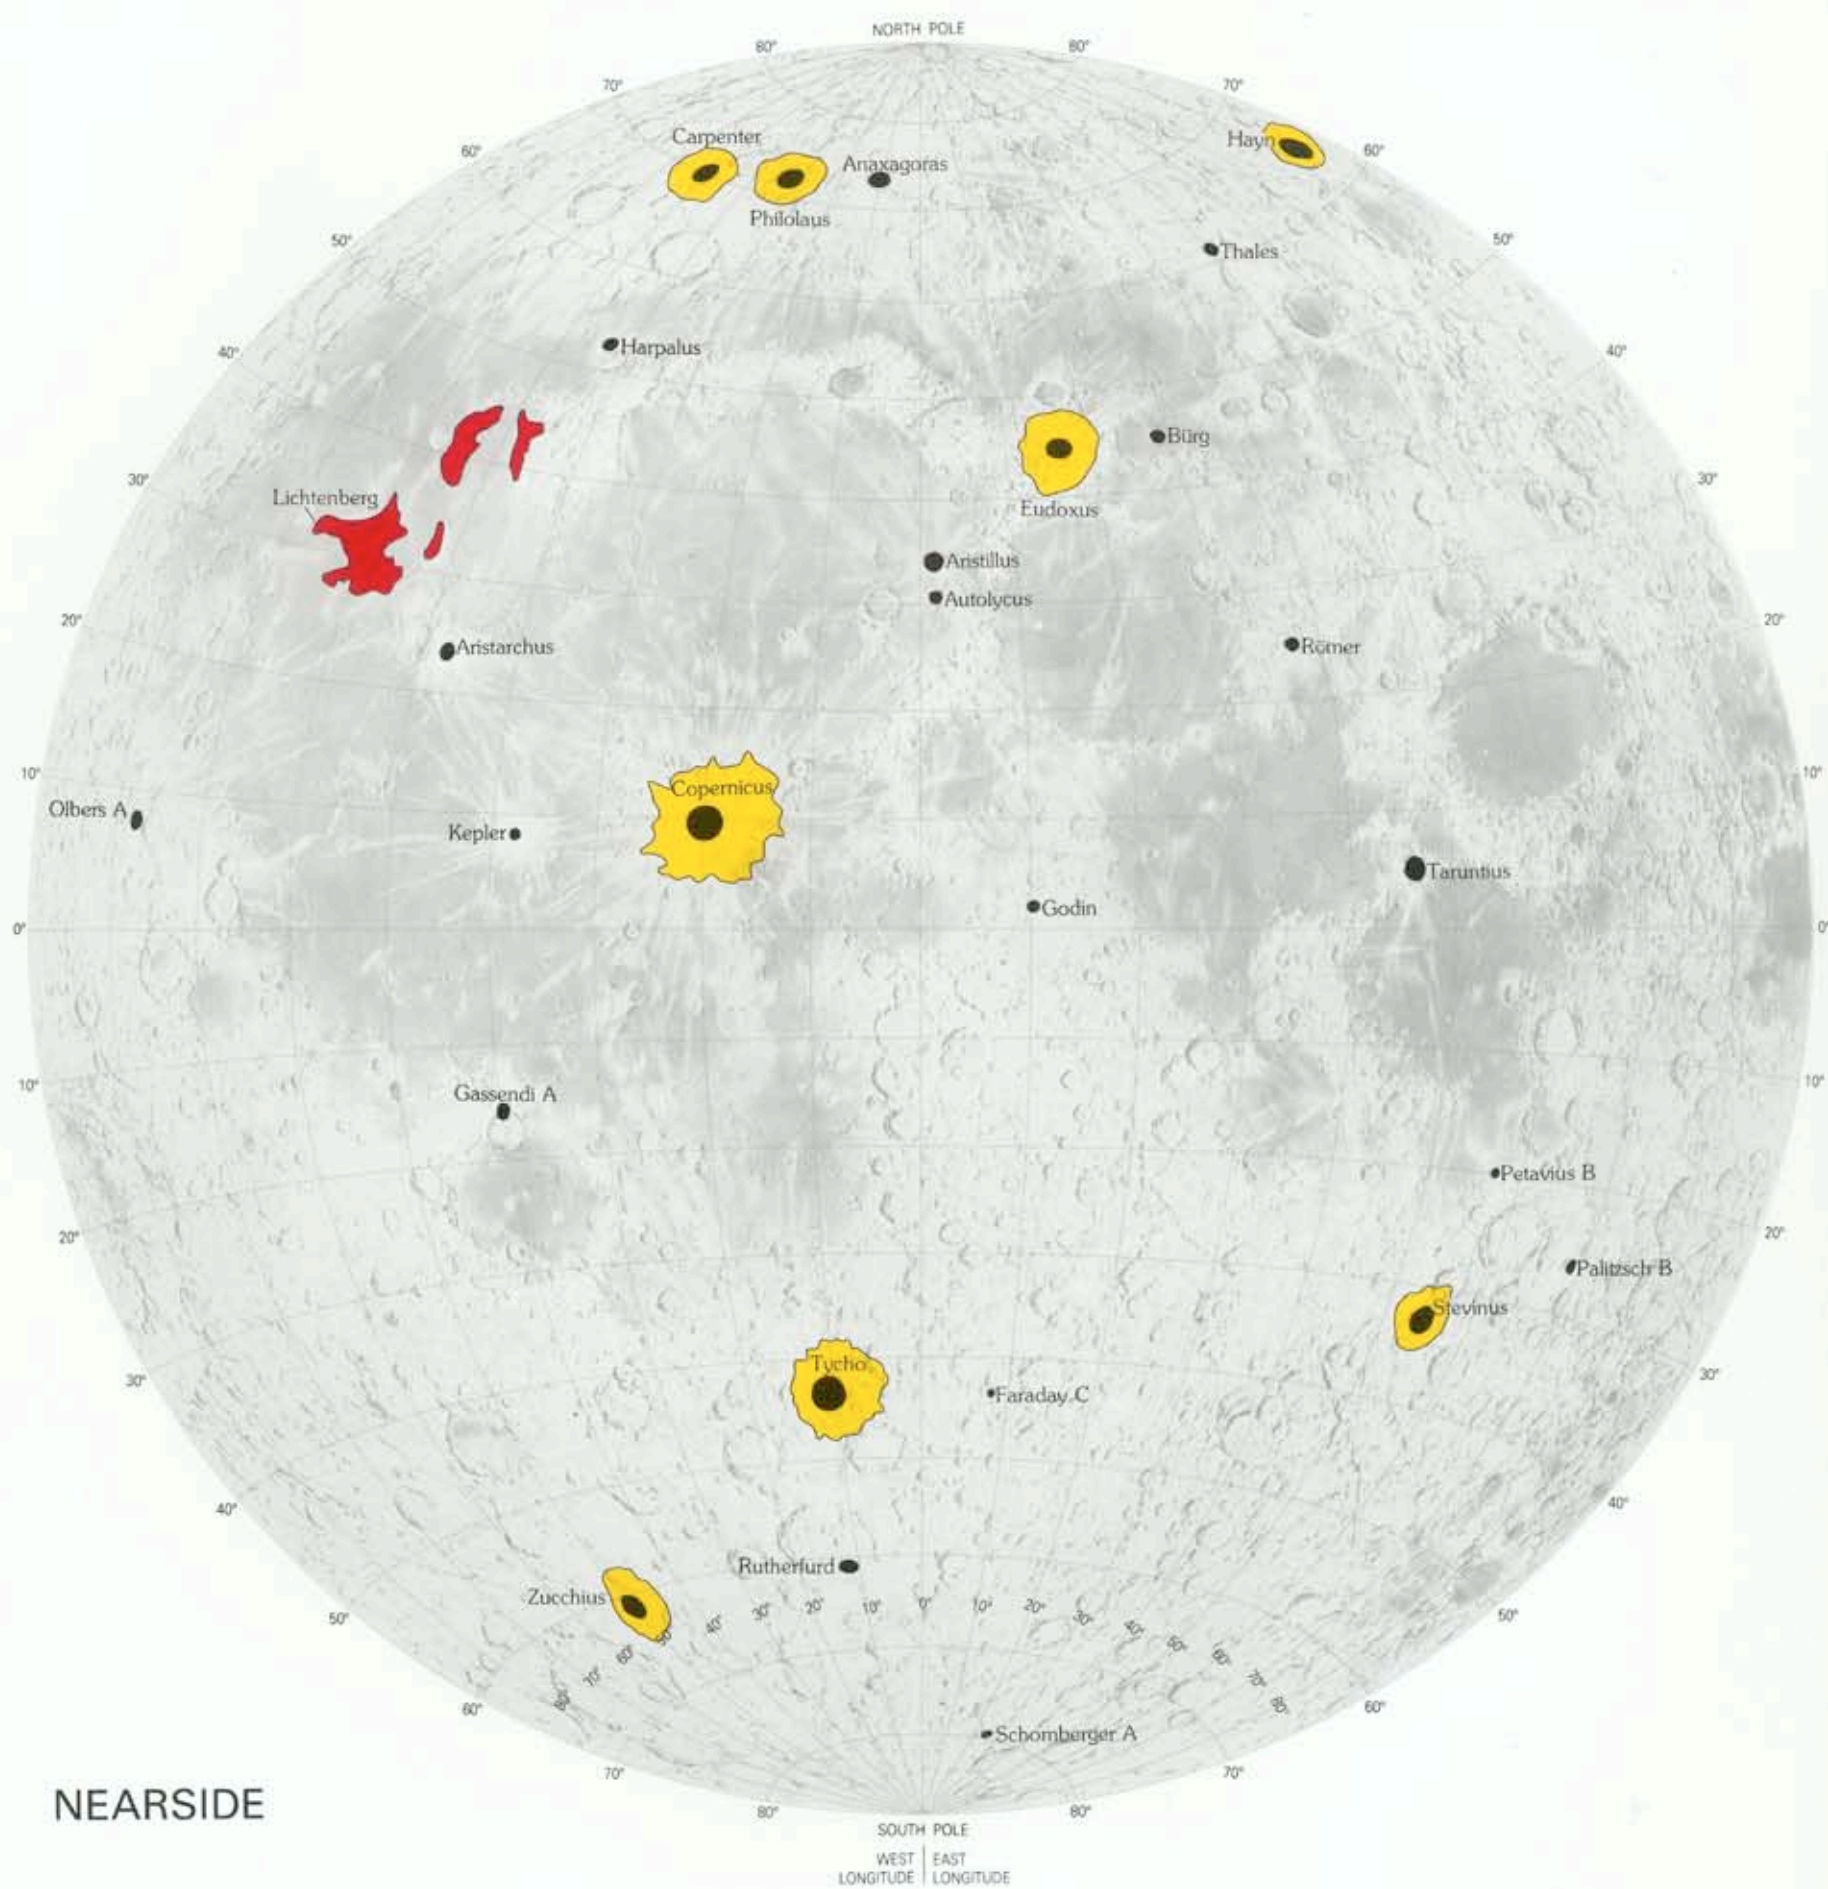 NORTH POLE
80° 80°
70° 70°
Carpenter
Hayn
60° 60°
Anaxagoras
Philolaus
50° 50°
Thales
Harpalus
40° 40°
Bürg
30° 30°
Lichtenberg
Eudoxus
Aristillus
Autolycus
20° 20°
Aristarchus
Römer
10° 10°
Copernicus
Olbers A
Kepler
Taruntius
Godin
0° 0°
10° 10°
Gassendi A
Petavius B
20° 20°
Palitzsch B
Stevinus
Tycho
30° 30°
Faraday C
40° 40°
Rutherfurd
Zucchius
50° 50°
80° 70° 60° 50° 40° 30° 20° 10° 0° 10° 20° 30° 40° 50° 60° 70° 80°
60° 60°
Schomberger A
70° 70°
NEARSIDE
80° 80°
SOUTH POLE
WEST EAST
LONGITUDE LONGITUDE